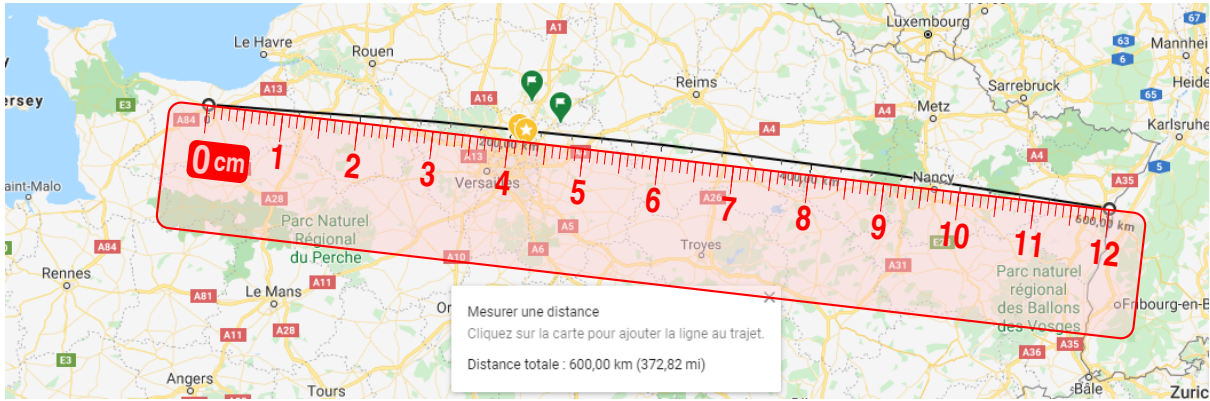 Le Havre
Rouen
Reims
Luxembourg
Mannhei
Heide
Karlsruhe
Sarrebruck
Metz
Nancy
ersey
E3
A84
A13
A16
A1
A4
A4
A4
A35
67
63
6
65
5
0 cm 1 2 3 4 5 6 7 8 9 10 11 12
200,00 km
400,00 km
600,00 km
A13
Versailles
aint-Malo
A28
Parc Naturel
Régional
du Perche
A5
A6
A10
A11
A26
Troyes
A31
Parc naturel
régional
des Ballons
des Vosges
Fribourg-en-B
A84
Rennes
A81
Le Mans
A11
A28
E3
Angers
Tours
Or
A36
A35
Bâle
Zuric
Mesurer une distance
Cliquez sur la carte pour ajouter la ligne au trajet.
Distance totale : 600,00 km (372,82 mi)